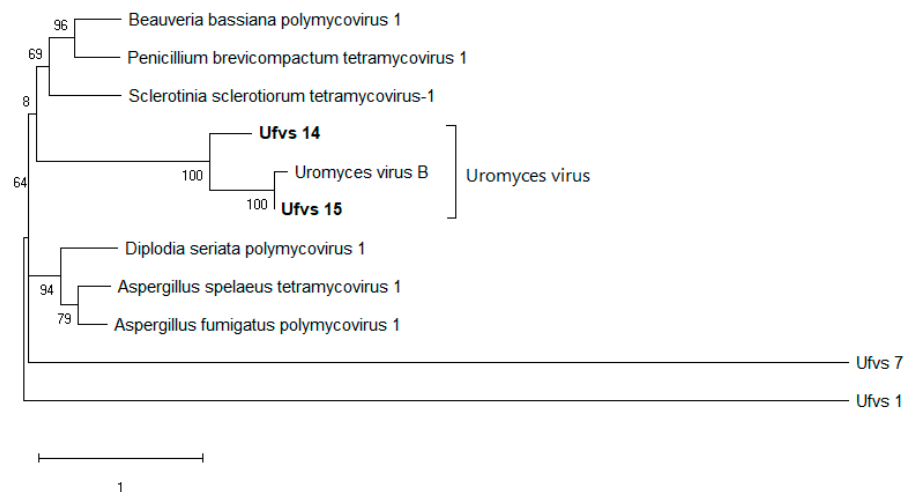 96
Beauveria bassiana polymycovirus 1
69
Penicillium brevicompactum tetramycovirus 1
8
Sclerotinia sclerotiorum tetramycovirus-1
Ufvs 14
100
Uromyces virus B
Uromyces virus
64
100
Ufvs 15
Diplodia seriata polymycovirus 1
94
Aspergillus spelaeus tetramycovirus 1
79
Aspergillus fumigatus polymycovirus 1
Ufvs 7
Ufvs 1
1